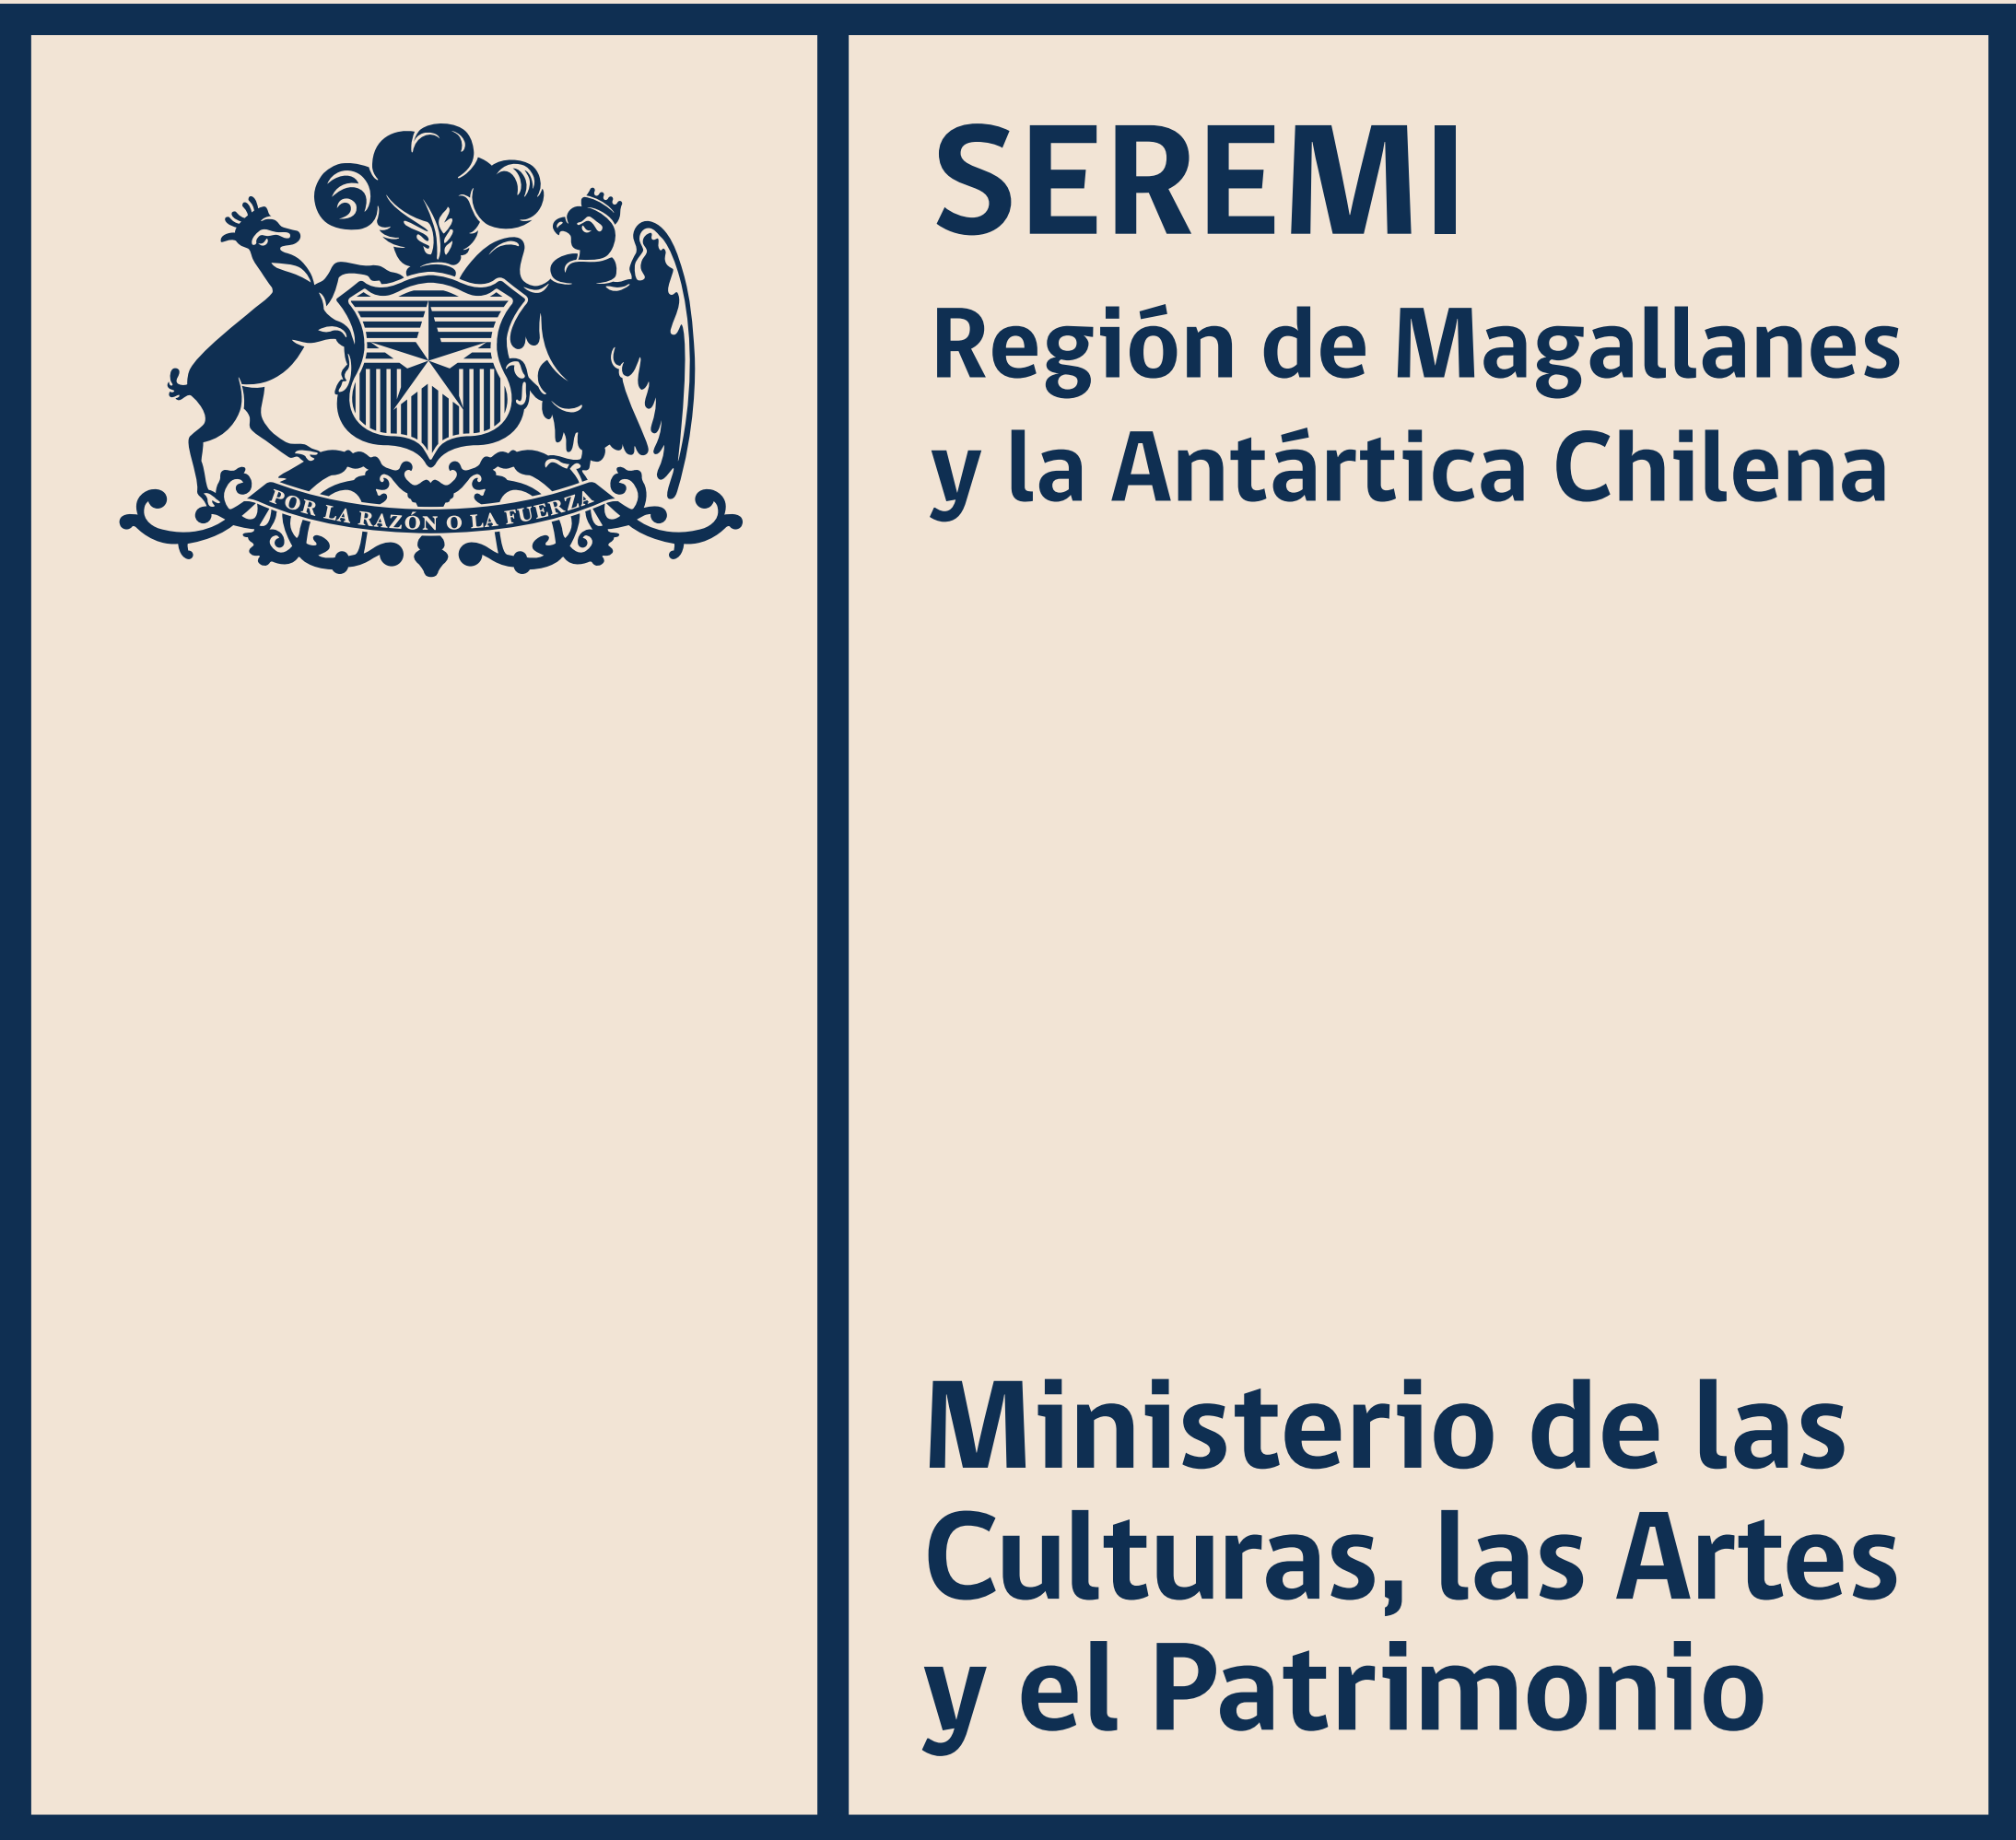 POR LA RAZÓN O LA FUERZA
SEREMI
Región de Magallanes
y la Antártica Chilena
Ministerio de las
Culturas, las Artes
y el Patrimonio